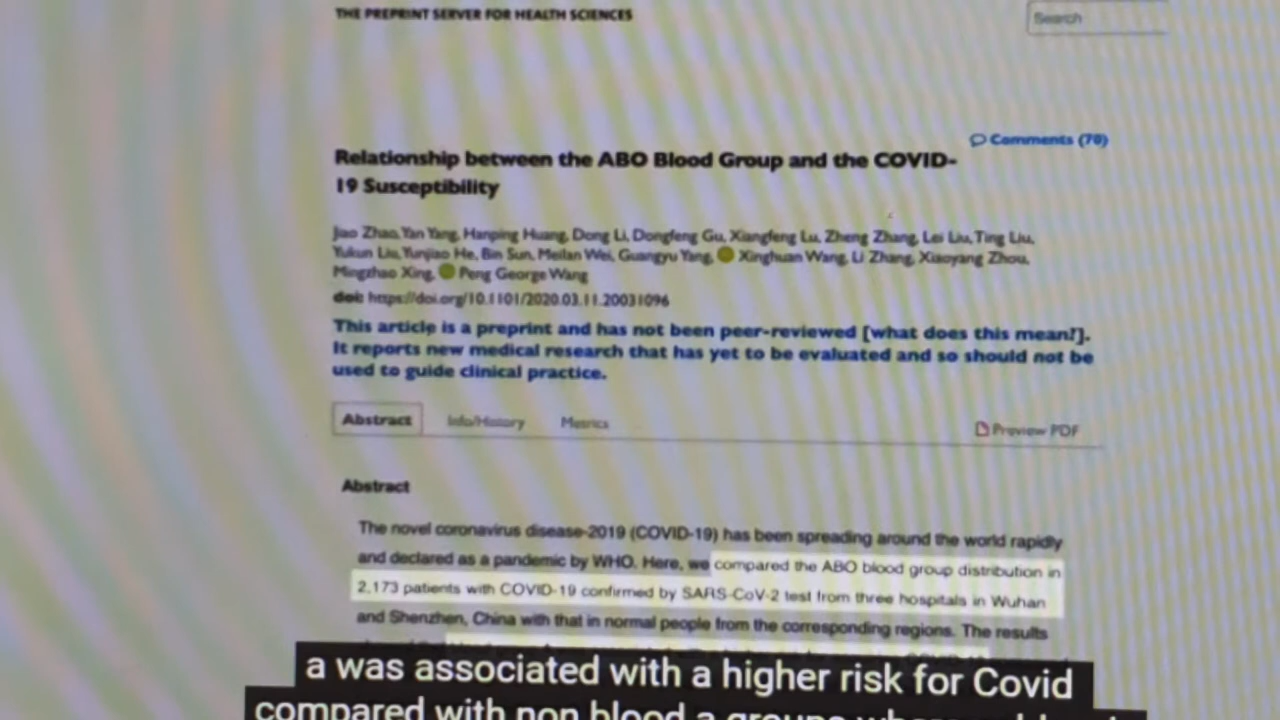 THE PREPRINT SERVER FOR HEALTH SCIENCES
Search
Comments (70)
Relationship between the ABO Blood Group and the COVID-
19 Susceptibility
Jiao Zhao, Yan Yang, Hanping Huang, Dong Li, Dongfeng Gu, Xiangfeng Lu, Zheng Zhang, Lei Liu, Ting Liu,
Yukun Liu, Yunjiao He, Bin Sun, Meilan Wei, Guangyu Yang, Xinghuan Wang, Li Zhang, Xiaoyang Zhou,
Mingzhao Xing, Peng George Wang
doi: https://doi.org/10.1101/2020.03.11.20031096
This article is a preprint and has not been peer-reviewed [what does this mean?].
It reports new medical research that has yet to be evaluated and so should not be
used to guide clinical practice.
Abstract Info/History Metrics
Preview PDF
Abstract
The novel coronavirus disease-2019 (COVID-19) has been spreading around the world rapidly
and declared as a pandemic by WHO. Here, we compared the ABO blood group distribution in
2,173 patients with COVID-19 confirmed by SARS-CoV-2 test from three hospitals in Wuhan
and Shenzhen, China with that in normal people from the corresponding regions. The results
a was associated with a higher risk for Covid
compared with non blood a groups